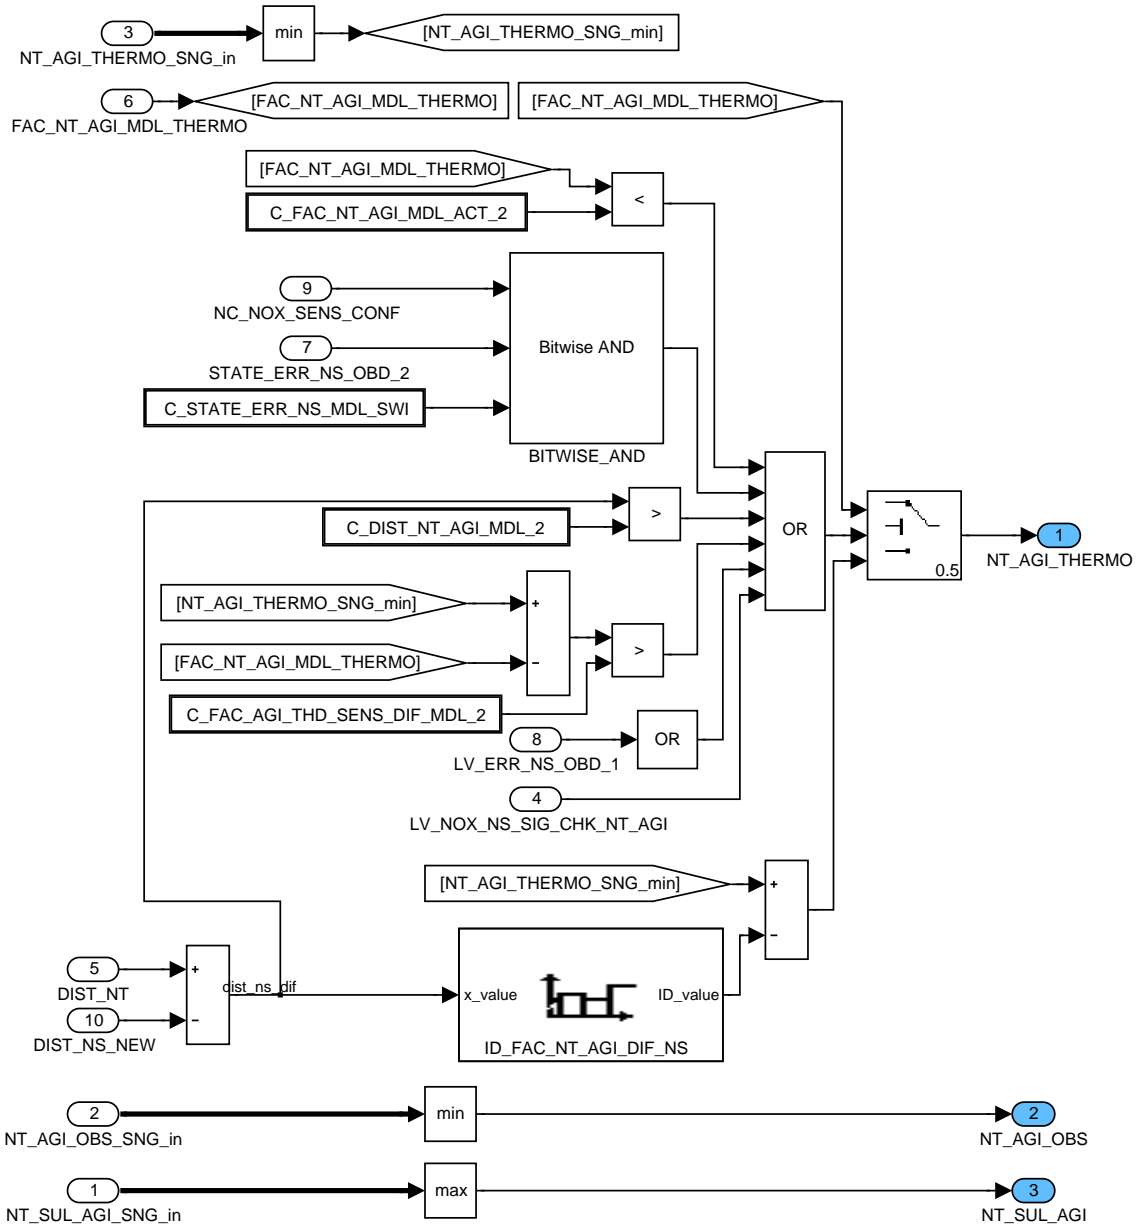 3
min
[NT_AGI_THERMO_SNG_min]
NT_AGI_THERMO_SNG_in
6
[FAC_NT_AGI_MDL_THERMO]
[FAC_NT_AGI_MDL_THERMO]
FAC_NT_AGI_MDL_THERMO
[FAC_NT_AGI_MDL_THERMO]
C_FAC_NT_AGI_MDL_ACT_2
<
9
NC_NOX_SENS_CONF
7
STATE_ERR_NS_OBD_2
C_STATE_ERR_NS_MDL_SWI
Bitwise AND
BITWISE_AND
C_DIST_NT_AGI_MDL_2
>
OR
0.5
1
NT_AGI_THERMO
[NT_AGI_THERMO_SNG_min]
+
[FAC_NT_AGI_MDL_THERMO]
−
>
C_FAC_AGI_THD_SENS_DIF_MDL_2
8
OR
LV_ERR_NS_OBD_1
4
LV_NOX_NS_SIG_CHK_NT_AGI
[NT_AGI_THERMO_SNG_min]
+
−
5
+
DIST_NT
10
−
DIST_NS_NEW
dist_ns_dif
x_value
ID_value
ID_FAC_NT_AGI_DIF_NS
2
min
2
NT_AGI_OBS_SNG_in
NT_AGI_OBS
1
max
3
NT_SUL_AGI_SNG_in
NT_SUL_AGI